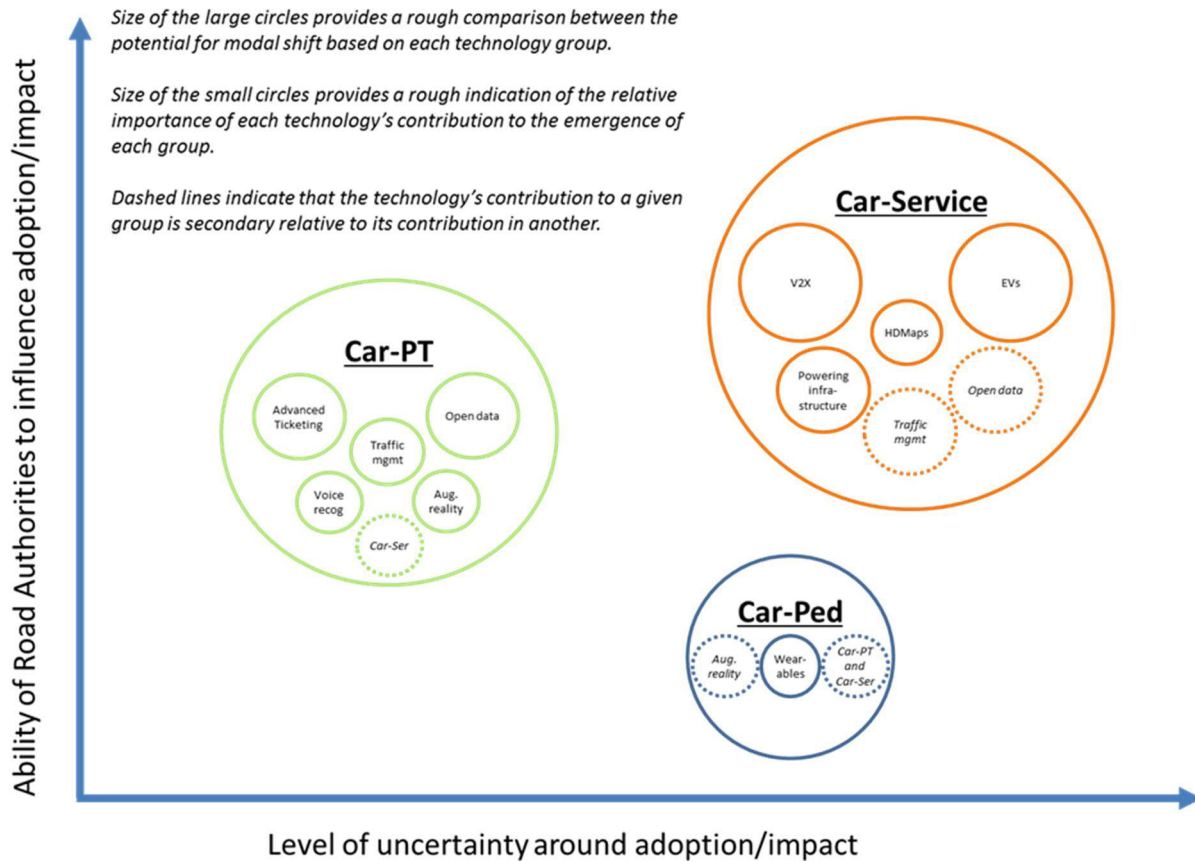 Size of the large circles provides a rough comparison between the
potential for modal shift based on each technology group.
Size of the small circles provides a rough indication of the relative
importance of each technology's contribution to the emergence of
each group.
Dashed lines indicate that the technology's contribution to a given
group is secondary relative to its contribution in another.
Ability of Road Authorities to influence adoption/impact
Car-Service
V2X
EVs
HDMaps
Powering
infra-
structure
Open data
Traffic
mgmt
Car-PT
Advanced
Ticketing
Open data
Traffic
mgmt
Voice
recog
Aug.
reality
Car-Ser
Car-Ped
Aug.
reality
Wear-
ables
Car-PT
and
Car-Ser
Level of uncertainty around adoption/impact